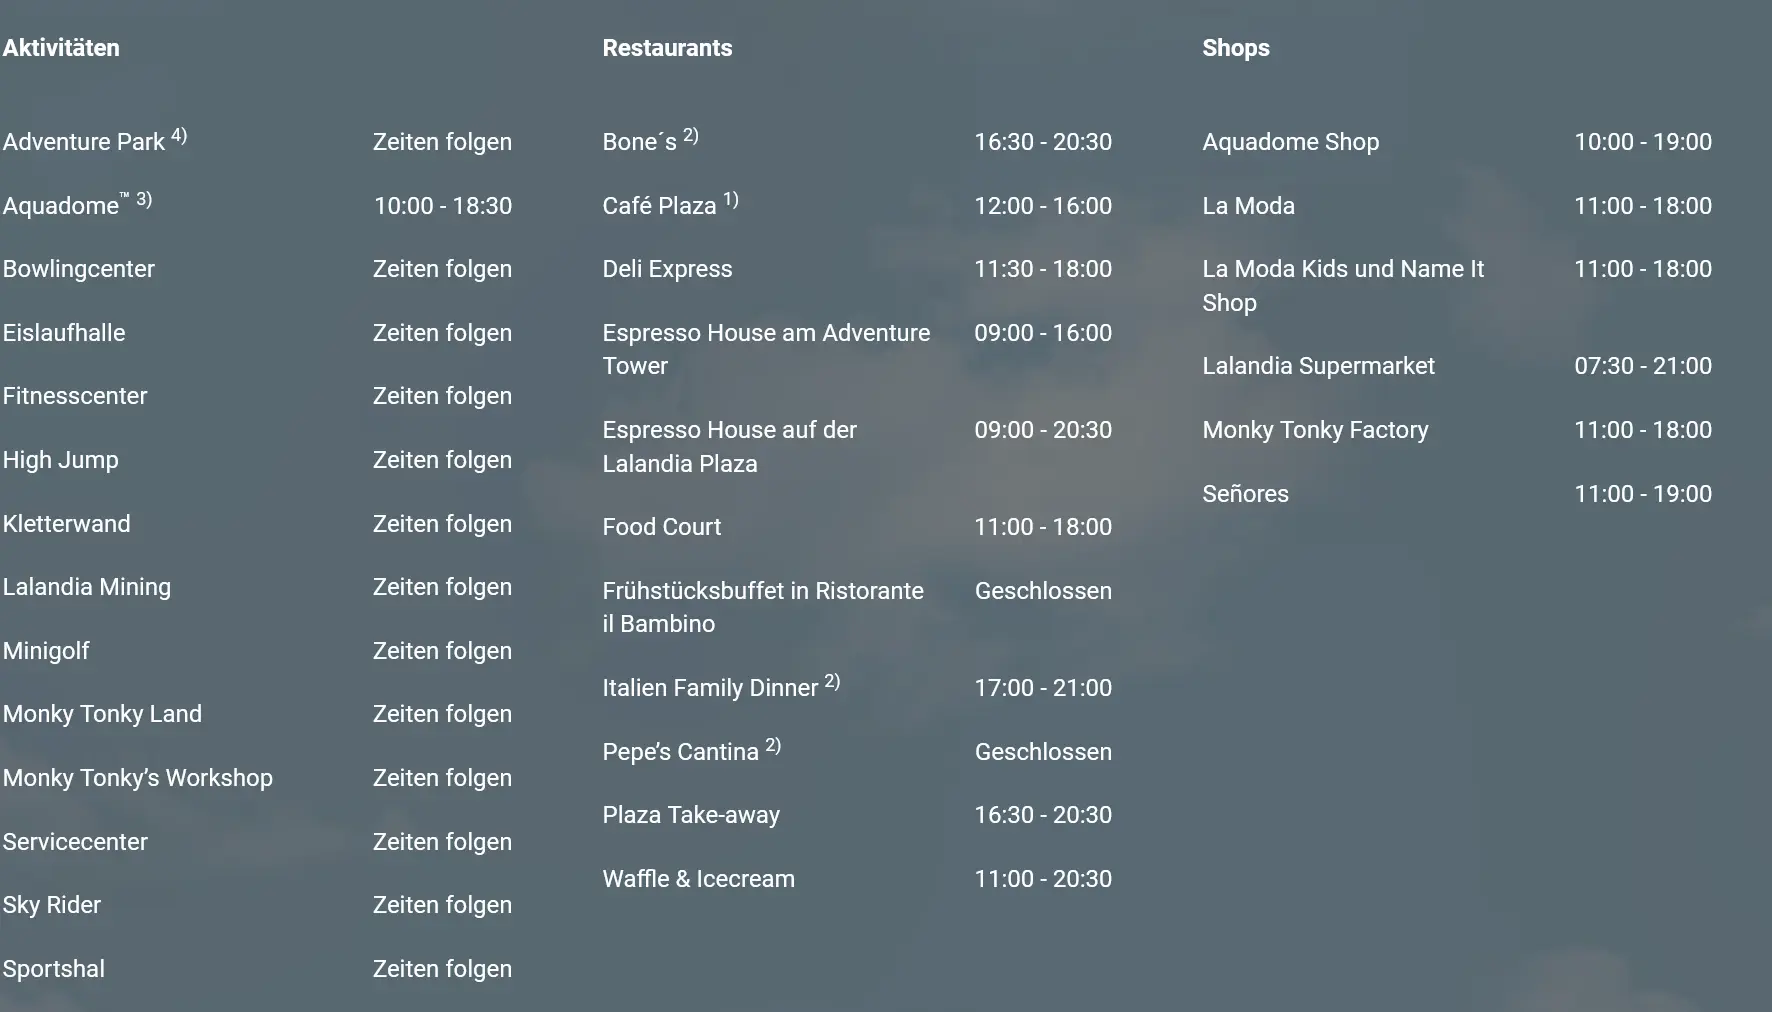 Aktivitäten
Adventure Park 4) Zeiten folgen
Aquadome™ 3) 10:00 - 18:30
Bowlingcenter Zeiten folgen
Eislaufhalle Zeiten folgen
Fitnesscenter Zeiten folgen
High Jump Zeiten folgen
Kletterwand Zeiten folgen
Lalandia Mining Zeiten folgen
Minigolf Zeiten folgen
Monky Tonky Land Zeiten folgen
Monky Tonky’s Workshop Zeiten folgen
Servicecenter Zeiten folgen
Sky Rider Zeiten folgen
Sportshal Zeiten folgen
Restaurants
Bone´s 2) 16:30 - 20:30
Café Plaza 1) 12:00 - 16:00
Deli Express 11:30 - 18:00
Espresso House am Adventure 09:00 - 16:00
Tower
Espresso House auf der 09:00 - 20:30
Lalandia Plaza
Food Court 11:00 - 18:00
Frühstücksbuffet in Ristorante Geschlossen
il Bambino
Italien Family Dinner 2) 17:00 - 21:00
Pepe’s Cantina 2) Geschlossen
Plaza Take-away 16:30 - 20:30
Waffle & Icecream 11:00 - 20:30
Shops
Aquadome Shop 10:00 - 19:00
La Moda 11:00 - 18:00
La Moda Kids und Name It 11:00 - 18:00
Shop
Lalandia Supermarket 07:30 - 21:00
Monky Tonky Factory 11:00 - 18:00
Señores 11:00 - 19:00